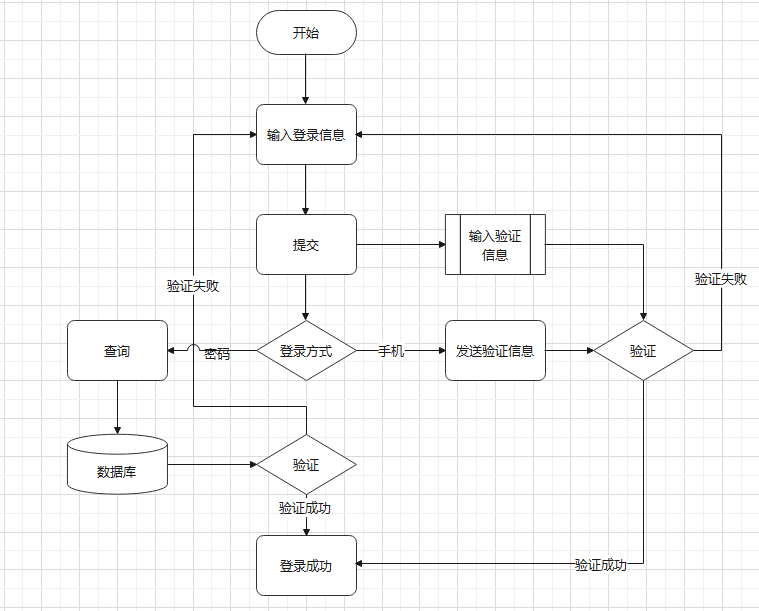 开始
输入登录信息
提交
输入验证
信息
验证失败
验证失败
查询
密码
登录方式
手机
发送验证信息
验证
数据库
验证
验证成功
登录成功
验证成功